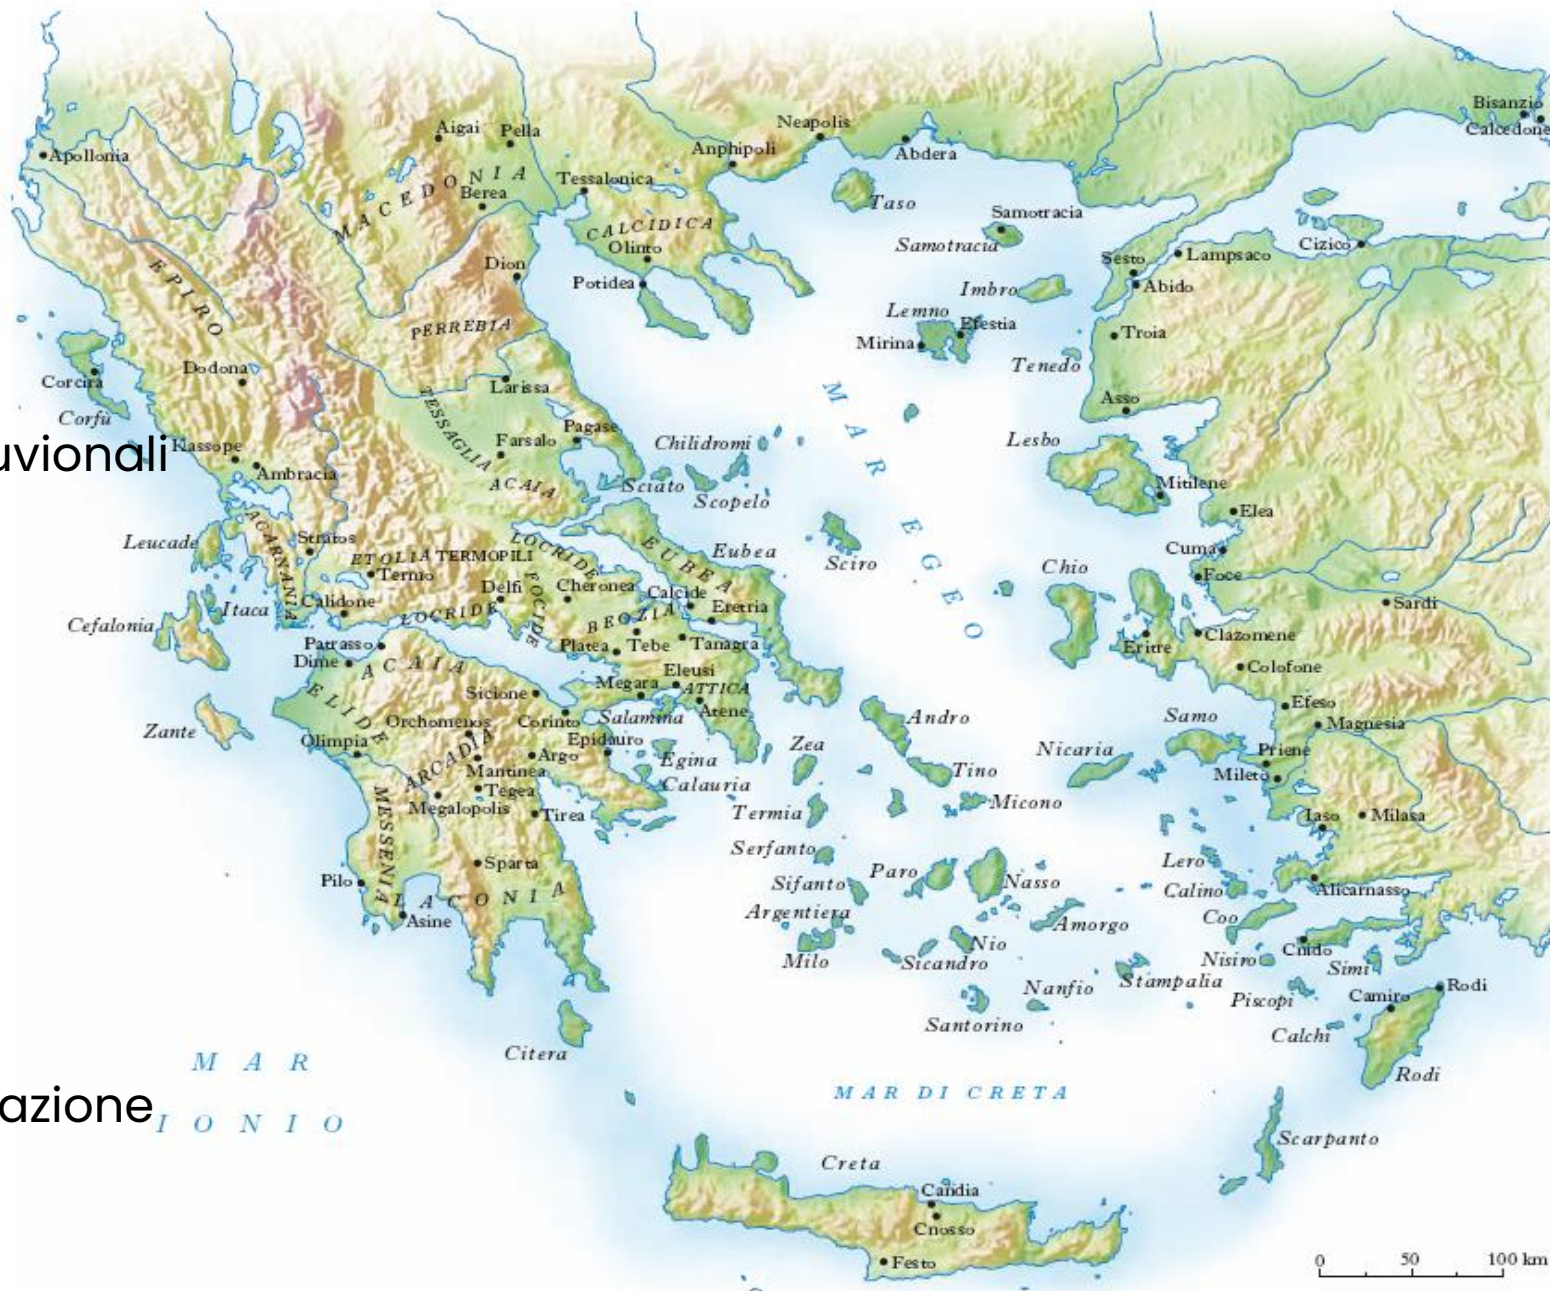 Bisanzio
Calcedone
Neapolis
Aigai
Pella
Anphipoli
Abdera
Apollonia
MACEDONIA
Berea
Tessalonica
Taso
Samotracia
Samotracia
CALCIDICA
Olinto
Cizico
Lampsaco
Sesto
Abido
Dion
Potidea
Imbro
EPIRO
Lemno
Efestia
Mirina
PERREBIA
Troia
Tenedo
Dodona
Corcira
Corfù
Larissa
TESSAGLIA
Asso
MAR EGEO
Pagase
Farsalo
Chilidromi
Lesbo
uvionali
Kassope
Ambracia
ACAIA
Sciato
Scopelo
Mitilene
Elea
Leucade
ACARNANIA
Stratos
ETOLIA
TERMOPILI
LOCRIDE
EUBEA
Eubea
Sciro
Cuma
Chio
Foce
Termo
Delfi
FOCIDE
Cheronea
Calcide
Eretria
Sardi
Itaca
Calidone
LOCRIDE
BEOZIA
Cefalonia
Patrasso
Dime
ACAIA
Platea
Tebe
Tanagra
Eritre
Clazomene
Colofone
Eleusi
Megara
ATTICA
Sicione
ELIDE
Atene
Efeso
Magnesia
Zante
Orchomenos
Corinto
Salamina
Andro
Samo
Olimpia
Epidauro
Zea
Nicaria
Priene
ARCADIA
Argo
Egina
Mantinea
Tino
Mileto
Calauria
Tegea
Megalopolis
Micono
MESSENIA
Tirea
Termia
Iaso
Milasa
Serfanto
Sparta
Paro
Lero
Pilo
Sifanto
Nasso
Calino
Alicarnasso
LACONIA
Argentiera
Asine
Amorgo
Coo
Nio
Cnido
Milo
Sicandro
Nisiro
Simi
Nanfio
Stampalia
Piscopi
Camiro
Rodi
Santorino
Calchi
Citera
MAR
IONIO
Rodi
MAR DI CRETA
azione
Scarpanto
Creta
Candia
Cnosso
Festo
0 50 100 km